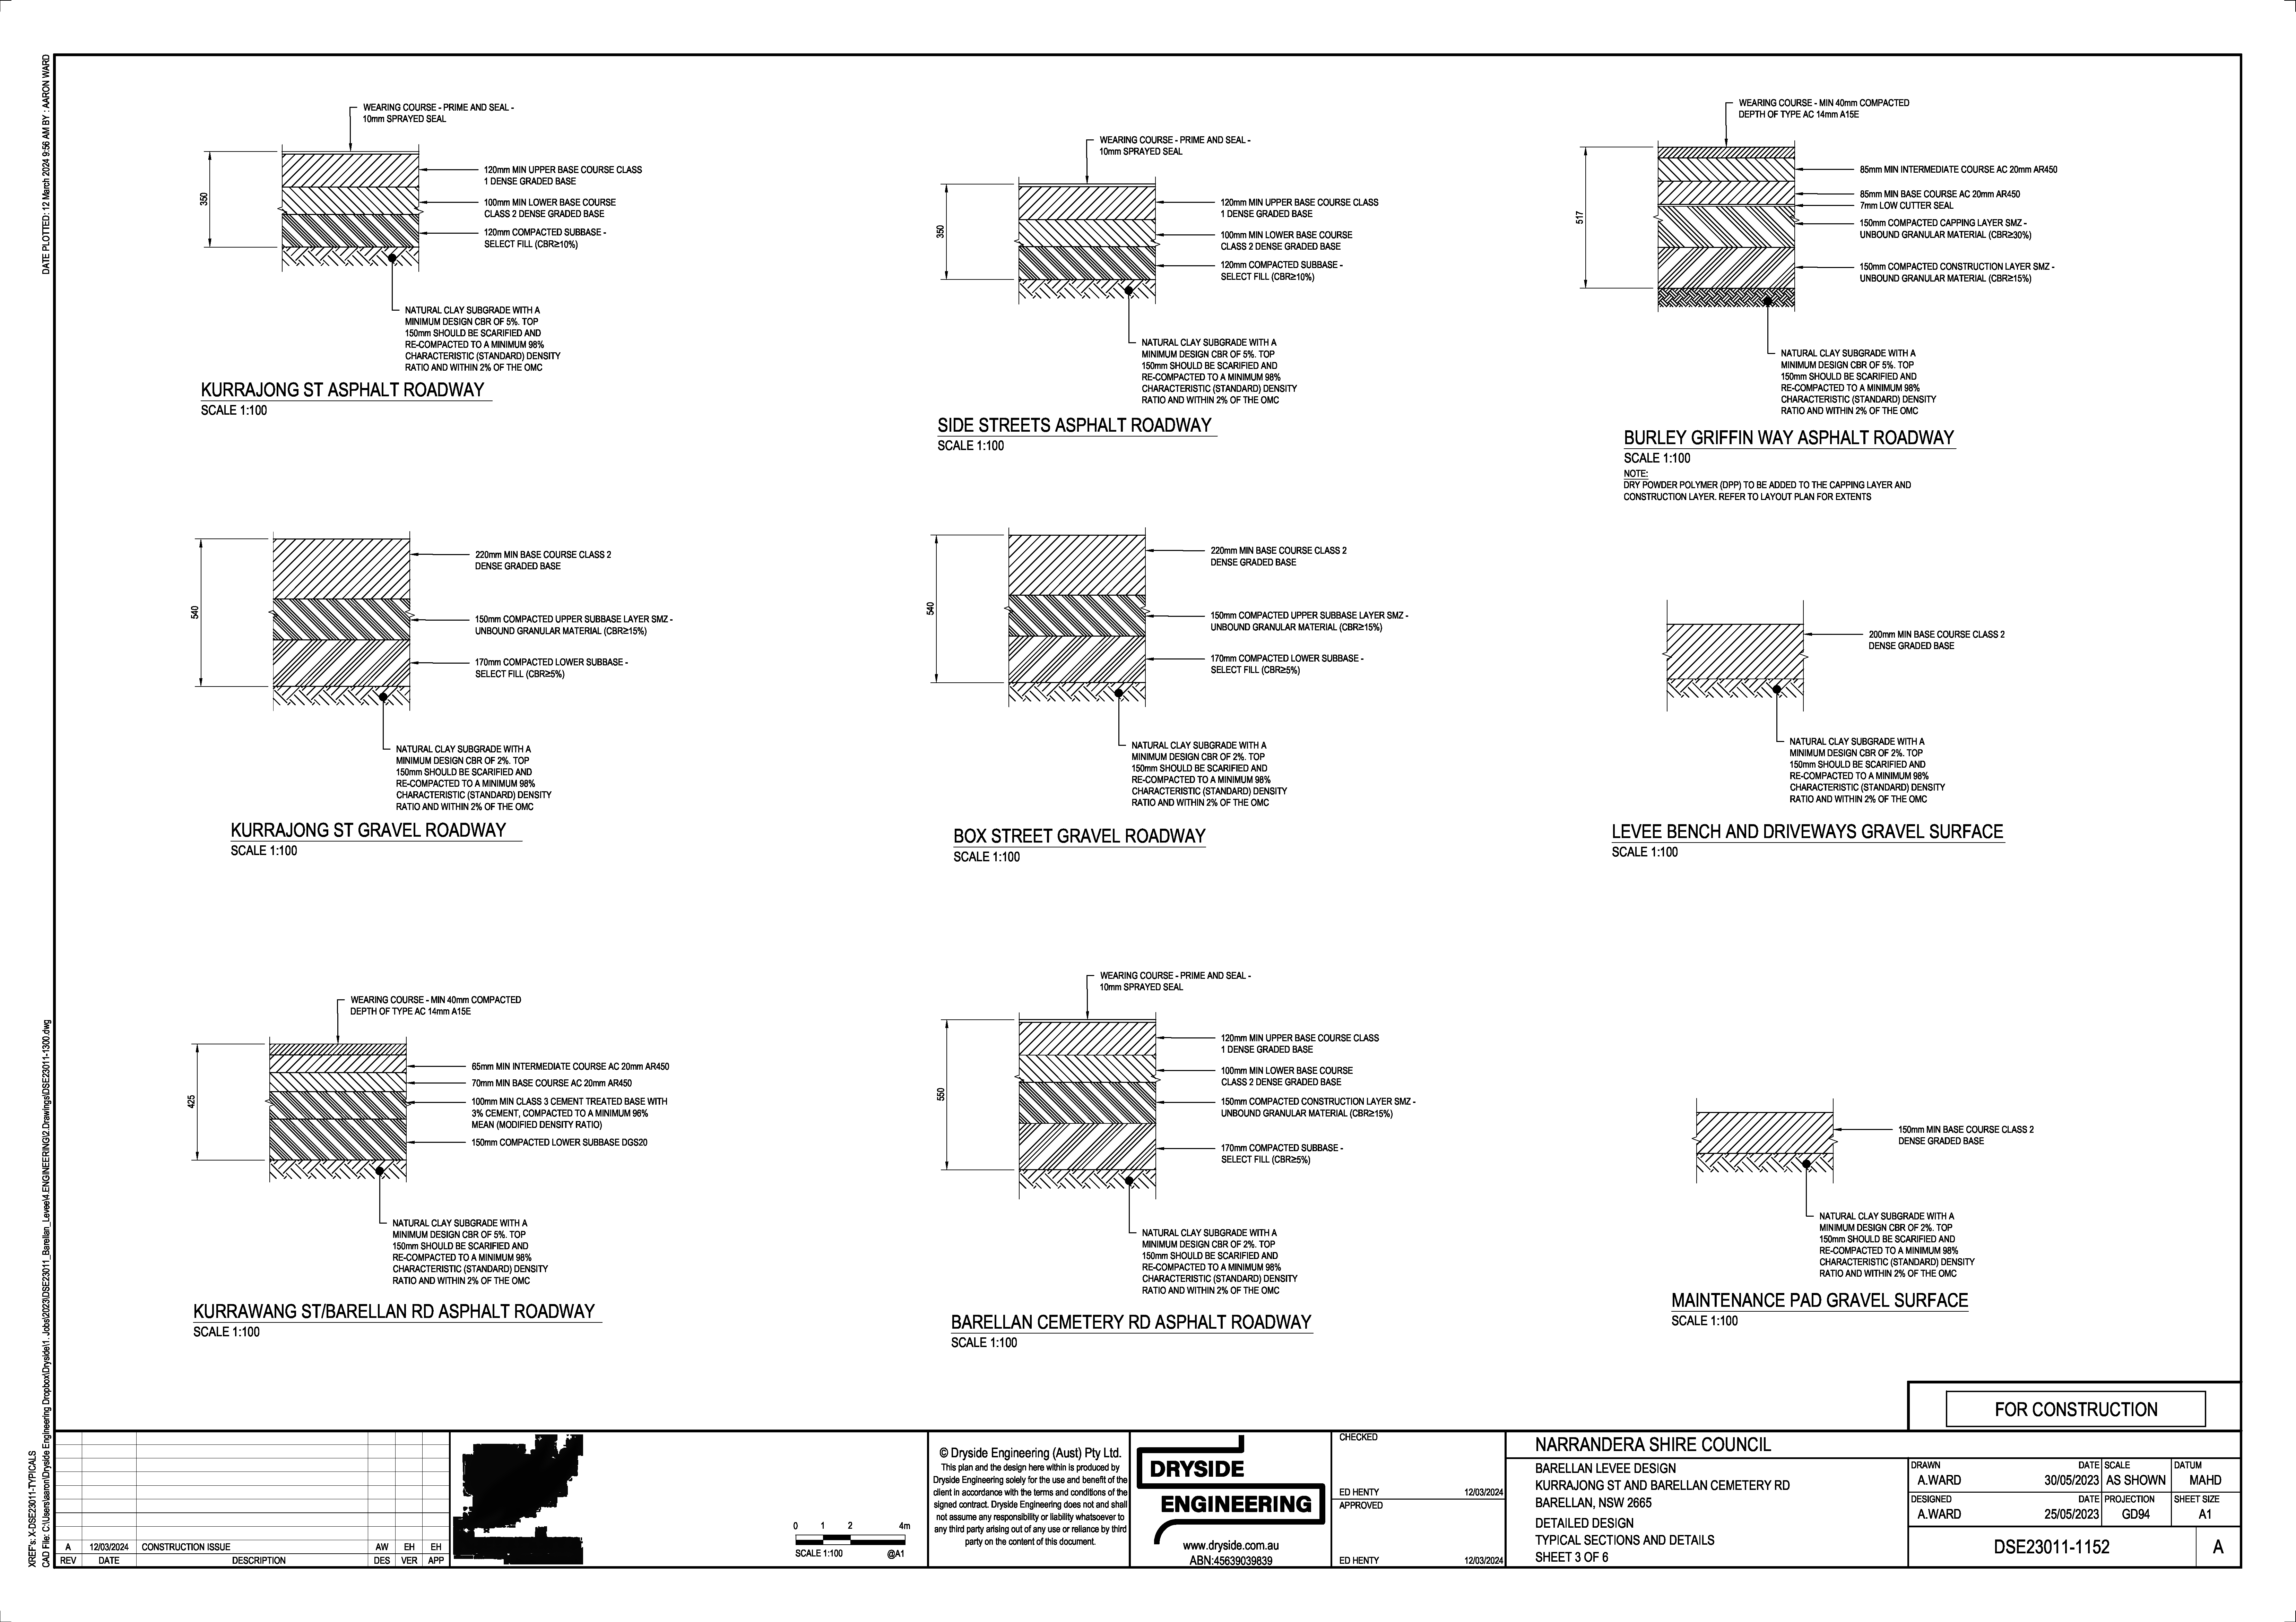 DATE PLOTTED: 12 March 2024 9:56 AM BY : AARON WARD
CAD File: C:\Users\aaron\Dryside Engineering Dropbox\Dryside\1. Jobs\2023\DSE23011_Barellan_Levee\4.ENGINEERING\2.Drawings\DSE23011-1300.dwg
XREF's: X-DSE23011-TYPICALS
WEARING COURSE - PRIME AND SEAL -
10mm SPRAYED SEAL
350
120mm MIN UPPER BASE COURSE CLASS
1 DENSE GRADED BASE
100mm MIN LOWER BASE COURSE
CLASS 2 DENSE GRADED BASE
120mm COMPACTED SUBBASE -
SELECT FILL (CBR≥10%)
NATURAL CLAY SUBGRADE WITH A
MINIMUM DESIGN CBR OF 5%. TOP
150mm SHOULD BE SCARIFIED AND
RE-COMPACTED TO A MINIMUM 98%
CHARACTERISTIC (STANDARD) DENSITY
RATIO AND WITHIN 2% OF THE OMC
KURRAJONG ST ASPHALT ROADWAY
SCALE 1:100
WEARING COURSE - PRIME AND SEAL -
10mm SPRAYED SEAL
350
120mm MIN UPPER BASE COURSE CLASS
1 DENSE GRADED BASE
100mm MIN LOWER BASE COURSE
CLASS 2 DENSE GRADED BASE
120mm COMPACTED SUBBASE -
SELECT FILL (CBR≥10%)
NATURAL CLAY SUBGRADE WITH A
MINIMUM DESIGN CBR OF 5%. TOP
150mm SHOULD BE SCARIFIED AND
RE-COMPACTED TO A MINIMUM 98%
CHARACTERISTIC (STANDARD) DENSITY
RATIO AND WITHIN 2% OF THE OMC
SIDE STREETS ASPHALT ROADWAY
SCALE 1:100
WEARING COURSE - MIN 40mm COMPACTED
DEPTH OF TYPE AC 14mm A15E
517
85mm MIN INTERMEDIATE COURSE AC 20mm AR450
85mm MIN BASE COURSE AC 20mm AR450
7mm LOW CUTTER SEAL
150mm COMPACTED CAPPING LAYER SMZ -
UNBOUND GRANULAR MATERIAL (CBR≥30%)
150mm COMPACTED CONSTRUCTION LAYER SMZ -
UNBOUND GRANULAR MATERIAL (CBR≥15%)
NATURAL CLAY SUBGRADE WITH A
MINIMUM DESIGN CBR OF 5%. TOP
150mm SHOULD BE SCARIFIED AND
RE-COMPACTED TO A MINIMUM 98%
CHARACTERISTIC (STANDARD) DENSITY
RATIO AND WITHIN 2% OF THE OMC
BURLEY GRIFFIN WAY ASPHALT ROADWAY
SCALE 1:100
NOTE:
DRY POWDER POLYMER (DPP) TO BE ADDED TO THE CAPPING LAYER AND
CONSTRUCTION LAYER. REFER TO LAYOUT PLAN FOR EXTENTS
540
220mm MIN BASE COURSE CLASS 2
DENSE GRADED BASE
150mm COMPACTED UPPER SUBBASE LAYER SMZ -
UNBOUND GRANULAR MATERIAL (CBR≥15%)
170mm COMPACTED LOWER SUBBASE -
SELECT FILL (CBR≥5%)
NATURAL CLAY SUBGRADE WITH A
MINIMUM DESIGN CBR OF 2%. TOP
150mm SHOULD BE SCARIFIED AND
RE-COMPACTED TO A MINIMUM 98%
CHARACTERISTIC (STANDARD) DENSITY
RATIO AND WITHIN 2% OF THE OMC
KURRAJONG ST GRAVEL ROADWAY
SCALE 1:100
540
220mm MIN BASE COURSE CLASS 2
DENSE GRADED BASE
150mm COMPACTED UPPER SUBBASE LAYER SMZ -
UNBOUND GRANULAR MATERIAL (CBR≥15%)
170mm COMPACTED LOWER SUBBASE -
SELECT FILL (CBR≥5%)
NATURAL CLAY SUBGRADE WITH A
MINIMUM DESIGN CBR OF 2%. TOP
150mm SHOULD BE SCARIFIED AND
RE-COMPACTED TO A MINIMUM 98%
CHARACTERISTIC (STANDARD) DENSITY
RATIO AND WITHIN 2% OF THE OMC
BOX STREET GRAVEL ROADWAY
SCALE 1:100
200mm MIN BASE COURSE CLASS 2
DENSE GRADED BASE
NATURAL CLAY SUBGRADE WITH A
MINIMUM DESIGN CBR OF 2%. TOP
150mm SHOULD BE SCARIFIED AND
RE-COMPACTED TO A MINIMUM 98%
CHARACTERISTIC (STANDARD) DENSITY
RATIO AND WITHIN 2% OF THE OMC
LEVEE BENCH AND DRIVEWAYS GRAVEL SURFACE
SCALE 1:100
WEARING COURSE - MIN 40mm COMPACTED
DEPTH OF TYPE AC 14mm A15E
425
65mm MIN INTERMEDIATE COURSE AC 20mm AR450
70mm MIN BASE COURSE AC 20mm AR450
100mm MIN CLASS 3 CEMENT TREATED BASE WITH
3% CEMENT, COMPACTED TO A MINIMUM 96%
MEAN (MODIFIED DENSITY RATIO)
150mm COMPACTED LOWER SUBBASE DGS20
NATURAL CLAY SUBGRADE WITH A
MINIMUM DESIGN CBR OF 5%. TOP
150mm SHOULD BE SCARIFIED AND
RE-COMPACTED TO A MINIMUM 98%
CHARACTERISTIC (STANDARD) DENSITY
RATIO AND WITHIN 2% OF THE OMC
KURRAWANG ST/BARELLAN RD ASPHALT ROADWAY
SCALE 1:100
WEARING COURSE - PRIME AND SEAL -
10mm SPRAYED SEAL
550
120mm MIN UPPER BASE COURSE CLASS
1 DENSE GRADED BASE
100mm MIN LOWER BASE COURSE
CLASS 2 DENSE GRADED BASE
150mm COMPACTED CONSTRUCTION LAYER SMZ -
UNBOUND GRANULAR MATERIAL (CBR≥15%)
170mm COMPACTED SUBBASE -
SELECT FILL (CBR≥5%)
NATURAL CLAY SUBGRADE WITH A
MINIMUM DESIGN CBR OF 2%. TOP
150mm SHOULD BE SCARIFIED AND
RE-COMPACTED TO A MINIMUM 98%
CHARACTERISTIC (STANDARD) DENSITY
RATIO AND WITHIN 2% OF THE OMC
BARELLAN CEMETERY RD ASPHALT ROADWAY
SCALE 1:100
150mm MIN BASE COURSE CLASS 2
DENSE GRADED BASE
NATURAL CLAY SUBGRADE WITH A
MINIMUM DESIGN CBR OF 2%. TOP
150mm SHOULD BE SCARIFIED AND
RE-COMPACTED TO A MINIMUM 98%
CHARACTERISTIC (STANDARD) DENSITY
RATIO AND WITHIN 2% OF THE OMC
MAINTENANCE PAD GRAVEL SURFACE
SCALE 1:100
FOR CONSTRUCTION
A 12/03/2024 CONSTRUCTION ISSUE AW EH EH
REV DATE DESCRIPTION DES VER APP
0 1 2 4m
SCALE 1:100 @A1
© Dryside Engineering (Aust) Pty Ltd.
This plan and the design here within is produced by
Dryside Engineering solely for the use and benefit of the
client in accordance with the terms and conditions of the
signed contract. Dryside Engineering does not and shall
not assume any responsibility or liability whatsoever to
any third party arising out of any use or reliance by third
party on the content of this document.
DRYSIDE
ENGINEERING
www.dryside.com.au
ABN:45639039839
CHECKED
ED HENTY 12/03/2024
APPROVED
ED HENTY 12/03/2024
NARRANDERA SHIRE COUNCIL
BARELLAN LEVEE DESIGN
KURRAJONG ST AND BARELLAN CEMETERY RD
BARELLAN, NSW 2665
DETAILED DESIGN
TYPICAL SECTIONS AND DETAILS
SHEET 3 OF 6
DRAWN DATE SCALE DATUM
A.WARD 30/05/2023 AS SHOWN MAHD
DESIGNED DATE PROJECTION SHEET SIZE
A.WARD 25/05/2023 GD94 A1
DSE23011-1152 A